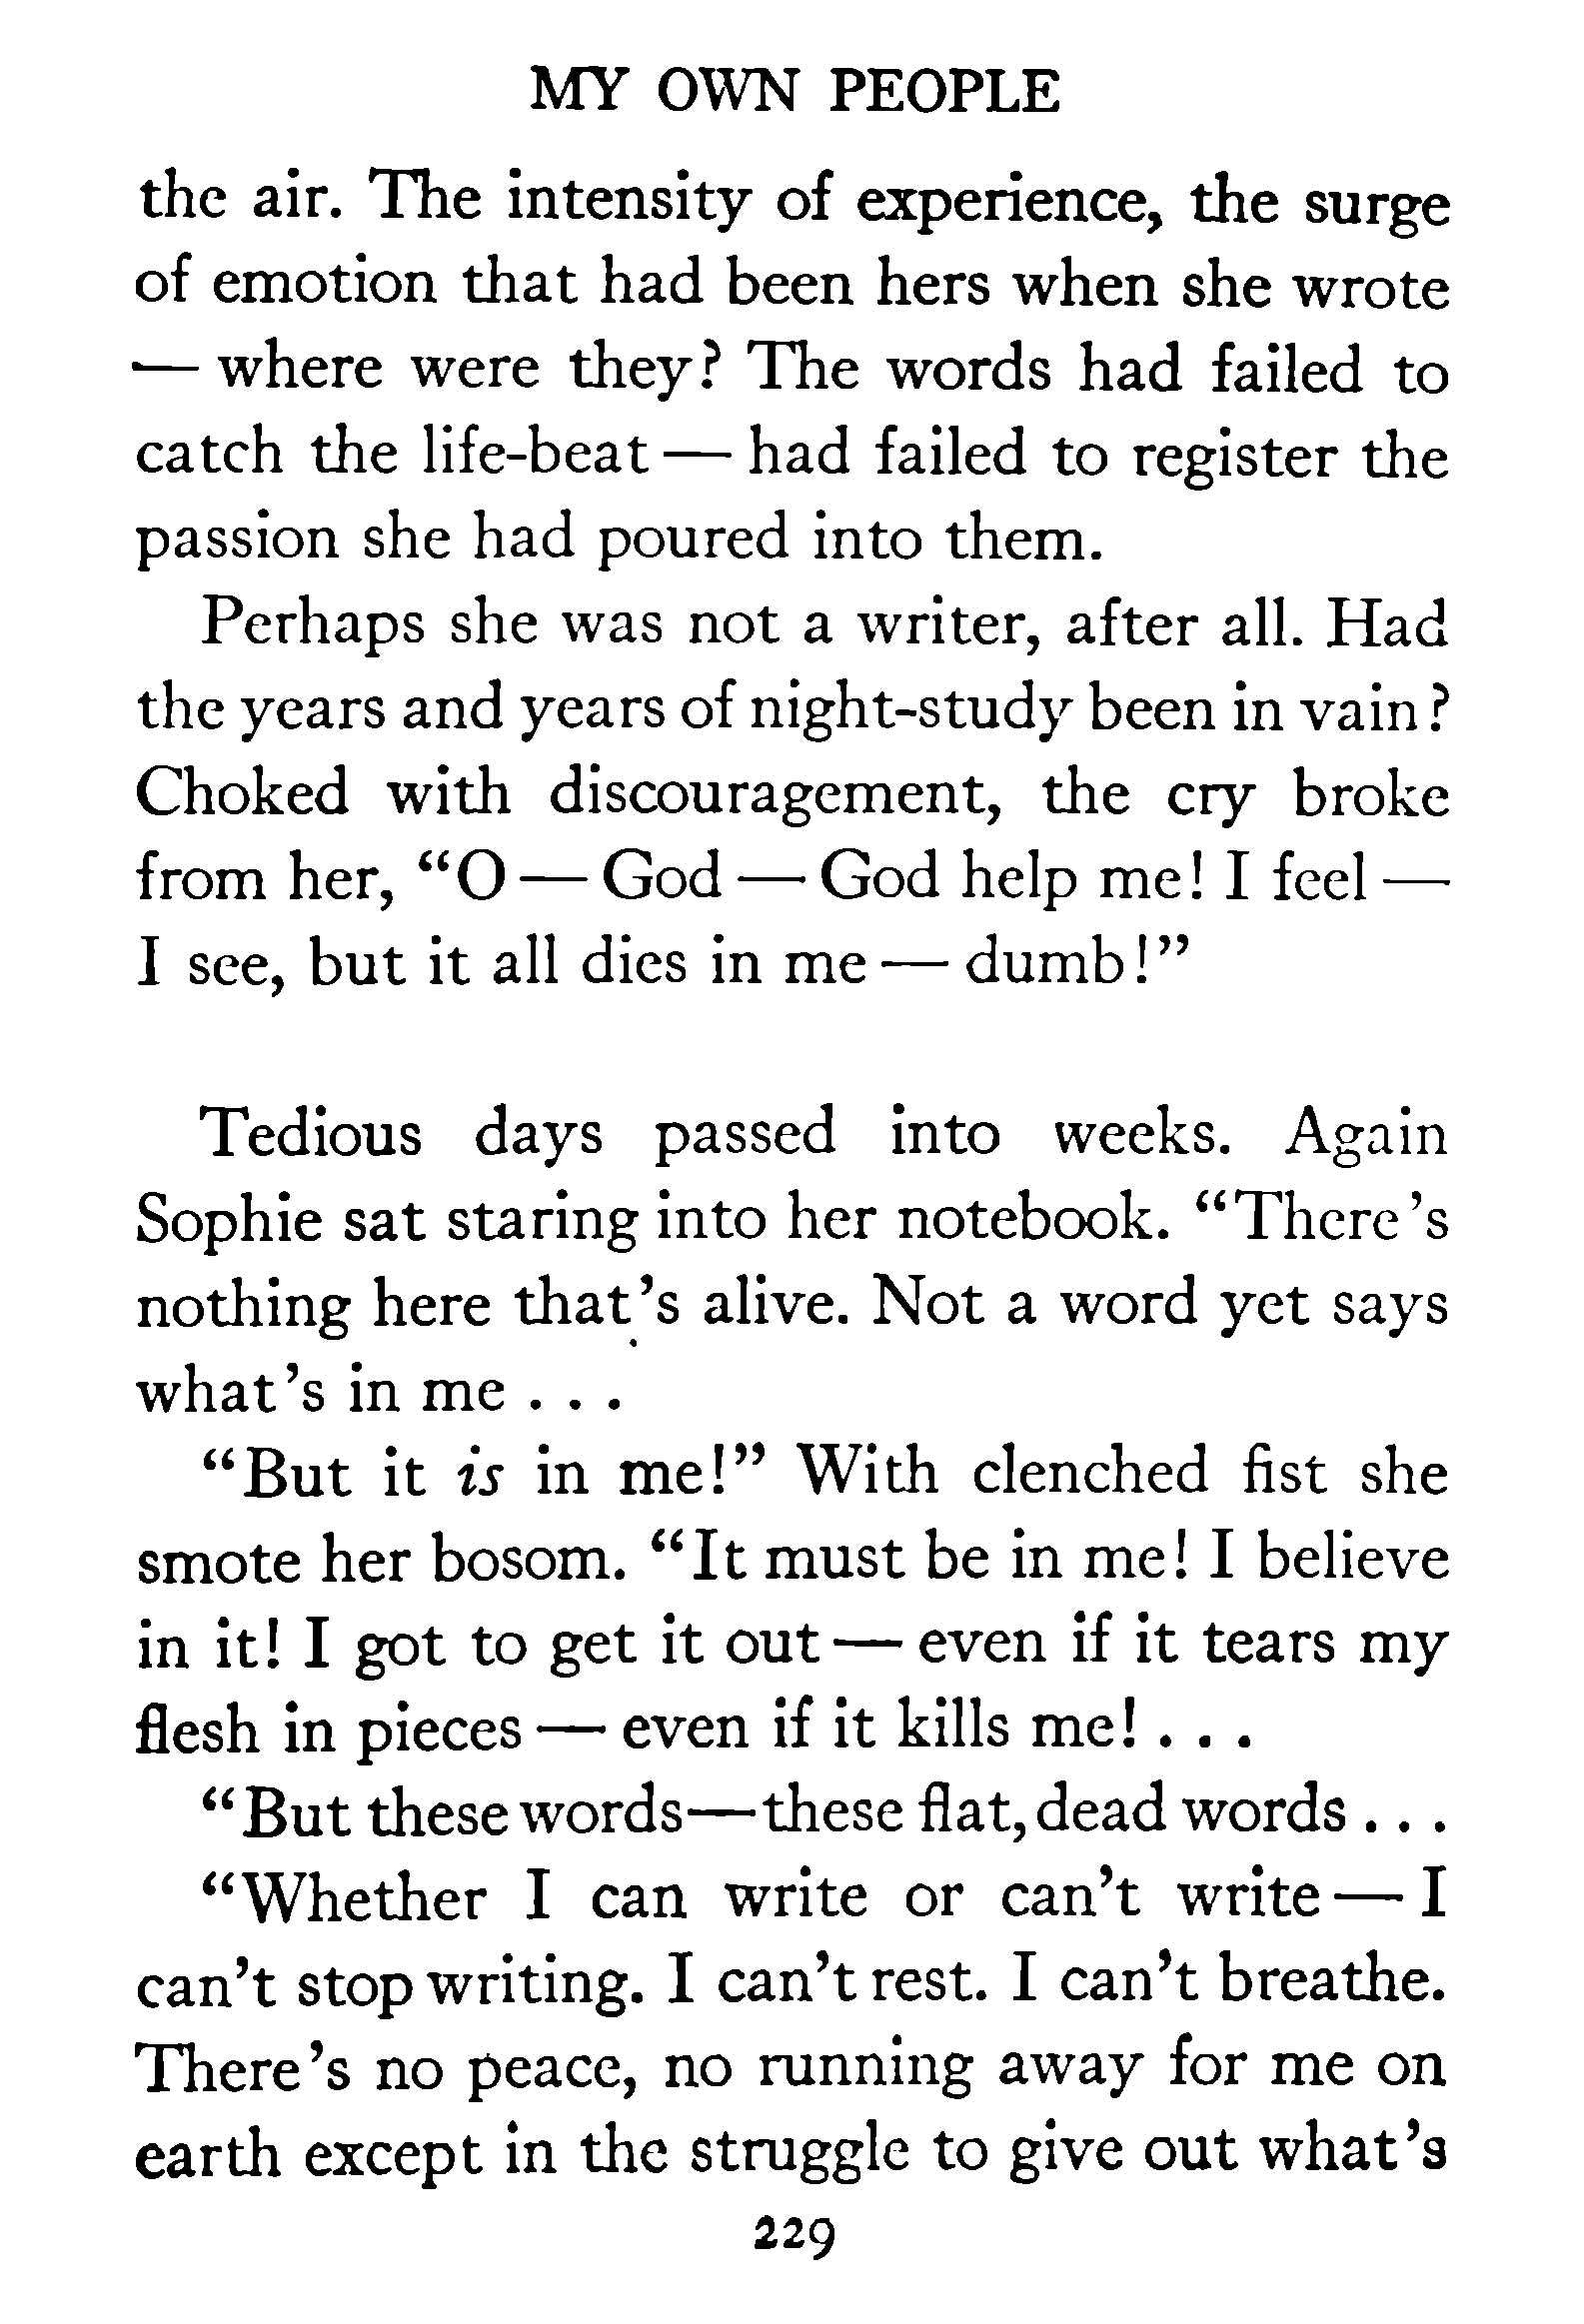 MY OWN PEOPLE
the air. The intensity of experience, the surge
of emotion that had been hers when she wrote
— where were they? The words had failed to
catch the life-beat — had failed to register the
passion she had poured into them.
Perhaps she was not a writer, after all. Had
the years and years of night-study been in vain?
Choked with discouragement, the cry broke
from her, “O — God — God help me! I feel —
I see, but it all dies in me — dumb!”
Tedious days passed into weeks. Again
Sophie sat staring into her notebook. “There's
nothing here that's alive. Not a word yet says
what's in me . . .
“But it is in me!” With clenched fist she
smote her bosom. “It must be in me! I believe
in it! I got to get it out — even if it tears my
flesh in pieces — even if it kills me! . . .
“But these words—these flat, dead words . . .
“Whether I can write or can't write — I
can't stop writing. I can't rest. I can't breathe.
There's no peace, no running away for me on
earth except in the struggle to give out what's
229